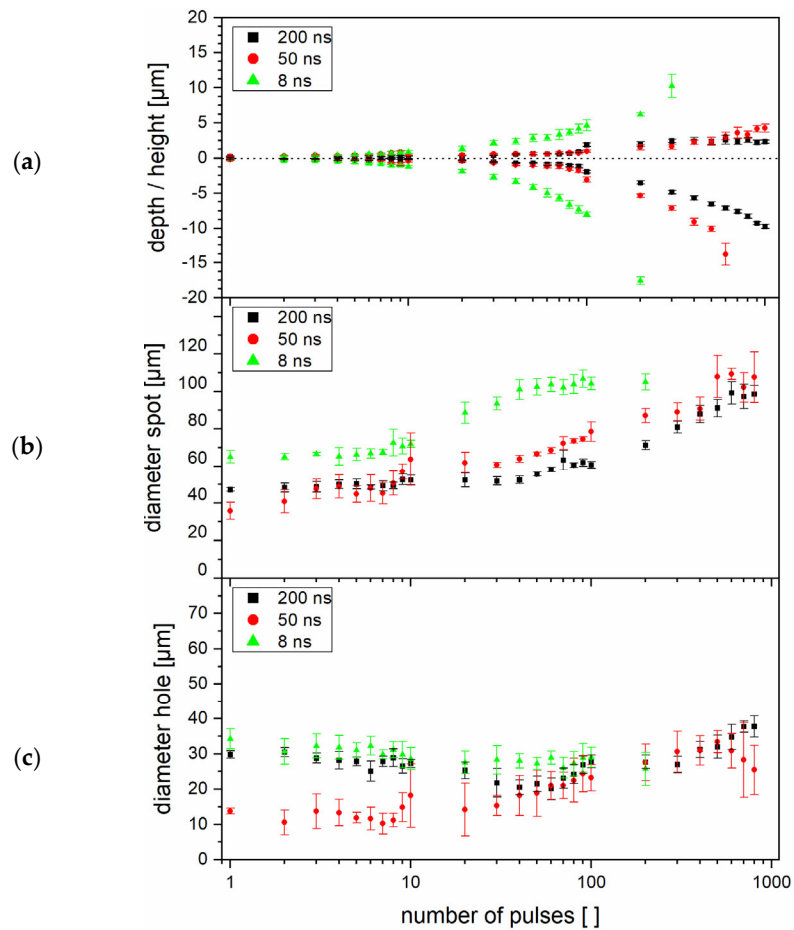 (a)
depth / height [µm]
20
15
10
5
0
-5
-10
-15
-20
200 ns
50 ns
8 ns
(b)
diameter spot [µm]
120
100
80
60
40
20
0
200 ns
50 ns
8 ns
(c)
diameter hole [µm]
70
60
50
40
30
20
10
0
200 ns
50 ns
8 ns
1
10
100
1000
number of pulses [ ]